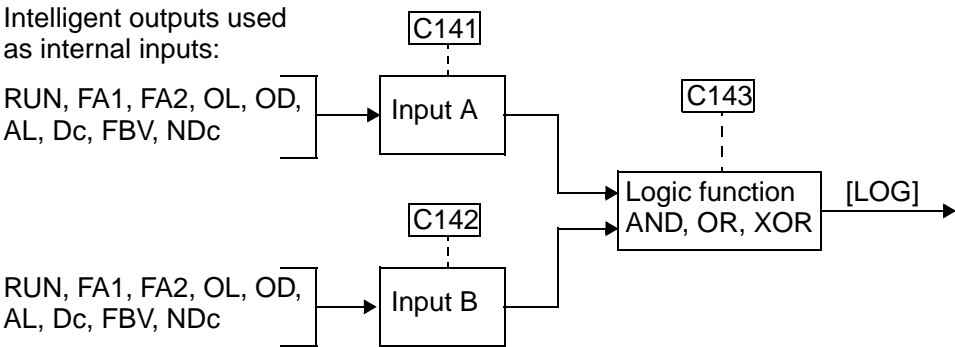 Intelligent outputs used
as internal inputs:
C141
RUN, FA1, FA2, OL, OD,
AL, Dc, FBV, NDc
Input A
C143
Logic function
AND, OR, XOR
[LOG]
C142
RUN, FA1, FA2, OL, OD,
AL, Dc, FBV, NDc
Input B